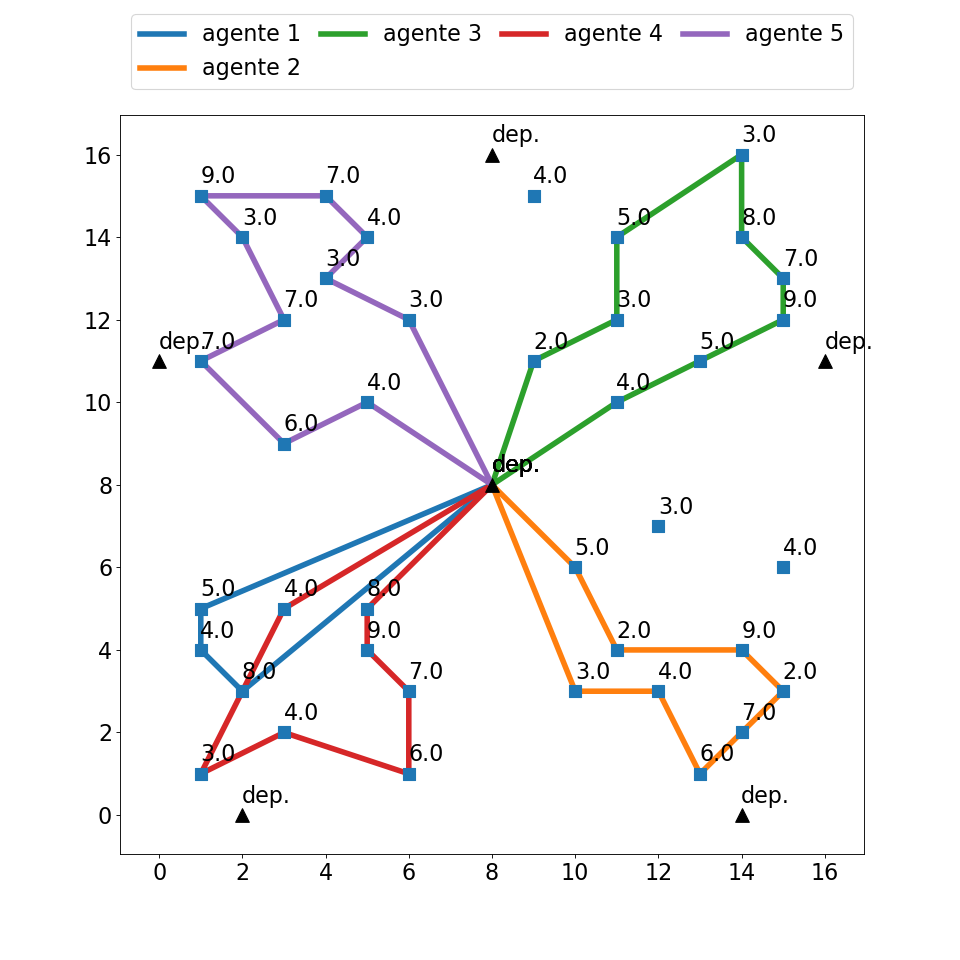 agente 1 agente 3 agente 4 agente 5
agente 2
dep.
3.0
16
9.0 7.0 4.0
3.0 4.0 5.0 8.0
14
3.0 7.0
7.0 3.0 3.0 9.0
12
dep. 7.0 2.0 5.0 dep.
4.0 4.0
10
6.0
dep. dep.
8
3.0
5.0 4.0
6
5.0 4.0 8.0
4.0 9.0 2.0 9.0
4
8.0 7.0 3.0 4.0 2.0
4.0 7.0
2
3.0 6.0 6.0
dep. dep.
0
0 2 4 6 8 10 12 14 16